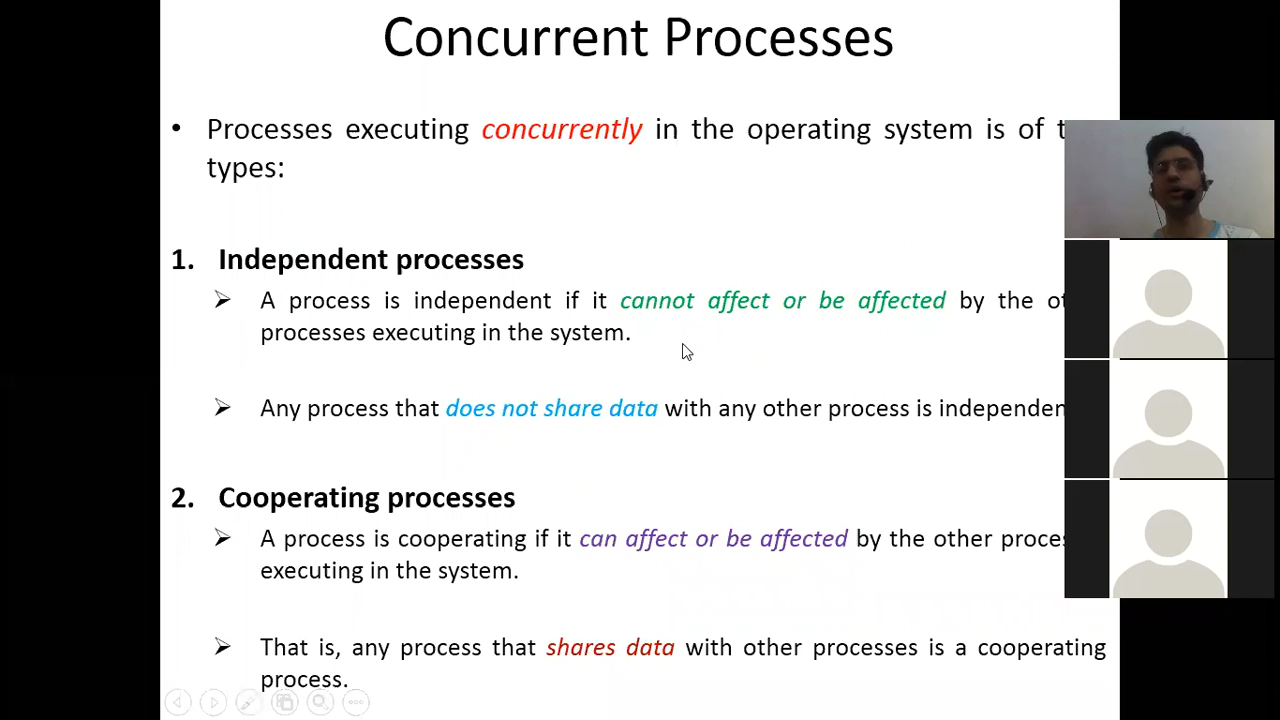 Concurrent Processes
• Processes executing concurrently in the operating system is of
types:
1. Independent processes
➢ A process is independent if it cannot affect or be affected by the
processes executing in the system.
➢ Any process that does not share data with any other process is independen
2. Cooperating processes
➢ A process is cooperating if it can affect or be affected by the other proces
executing in the system.
➢ That is, any process that shares data with other processes is a cooperating
process.